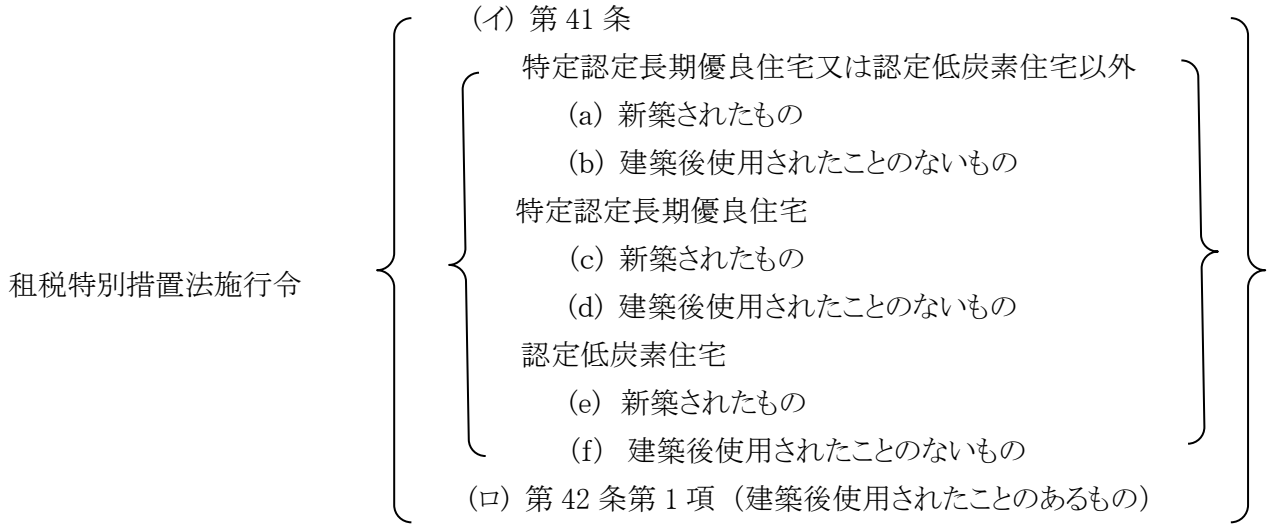 (イ) 第 41 条
特定認定長期優良住宅又は認定低炭素住宅以外
(a) 新築されたもの
(b) 建築後使用されたことのないもの
特定認定長期優良住宅
(c) 新築されたもの
租税特別措置法施行令
(d) 建築後使用されたことのないもの
認定低炭素住宅
(e) 新築されたもの
(f) 建築後使用されたことのないもの
(ロ) 第 42 条第 1 項 (建築後使用されたことのあるもの)